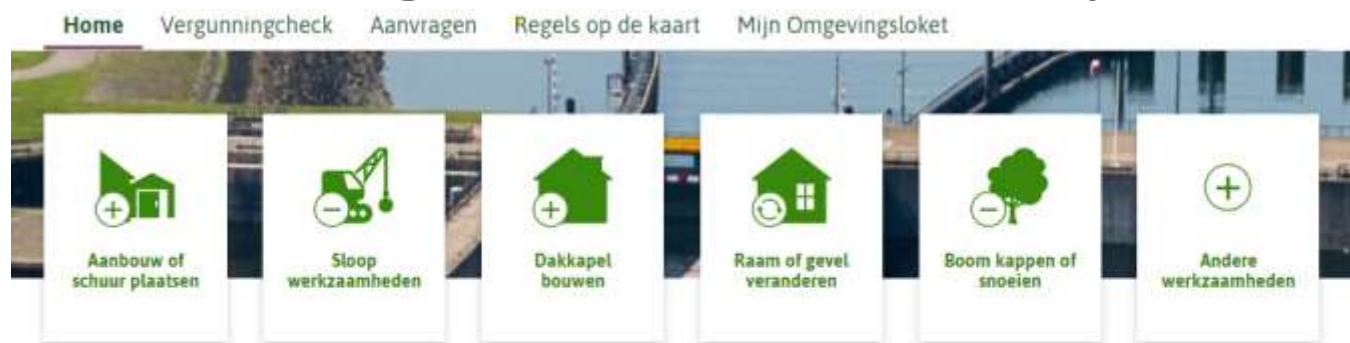 Home Vergunningcheck Aanvragen Regels op de kaart Mijn Omgevingsloket
Aanbouw of
schuur plaatsen
Sloop
werkzaamheden
Dakkapel
bouwen
Raam of gevel
veranderen
Boom kappen of
snoeien
Andere
werkzaamheden